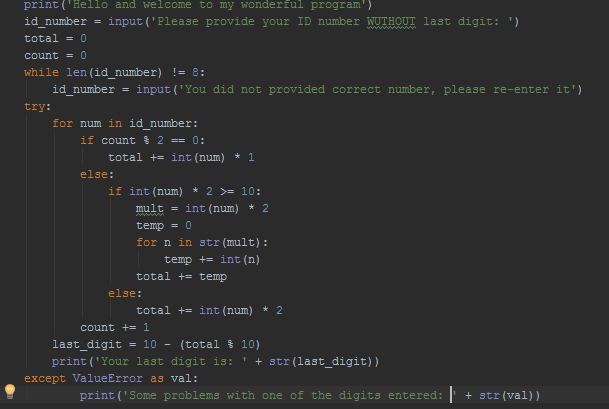 print('Hello and welcome to my wonderful program')
id_number = input('Please provide your ID number WUTHOUT last digit: ')
total = 0
count = 0
while len(id_number) != 8:
    id_number = input('You did not provided correct number, please re-enter it')
try:
    for num in id_number:
        if count % 2 == 0:
            total += int(num) * 1
        else:
            if int(num) * 2 >= 10:
                mult = int(num) * 2
                temp = 0
                for n in str(mult):
                    temp += int(n)
                total += temp
            else:
                total += int(num) * 2
        count += 1
    last_digit = 10 - (total % 10)
    print('Your last digit is: ' + str(last_digit))
except ValueError as val:
        print('Some problems with one of the digits entered: ' + str(val))